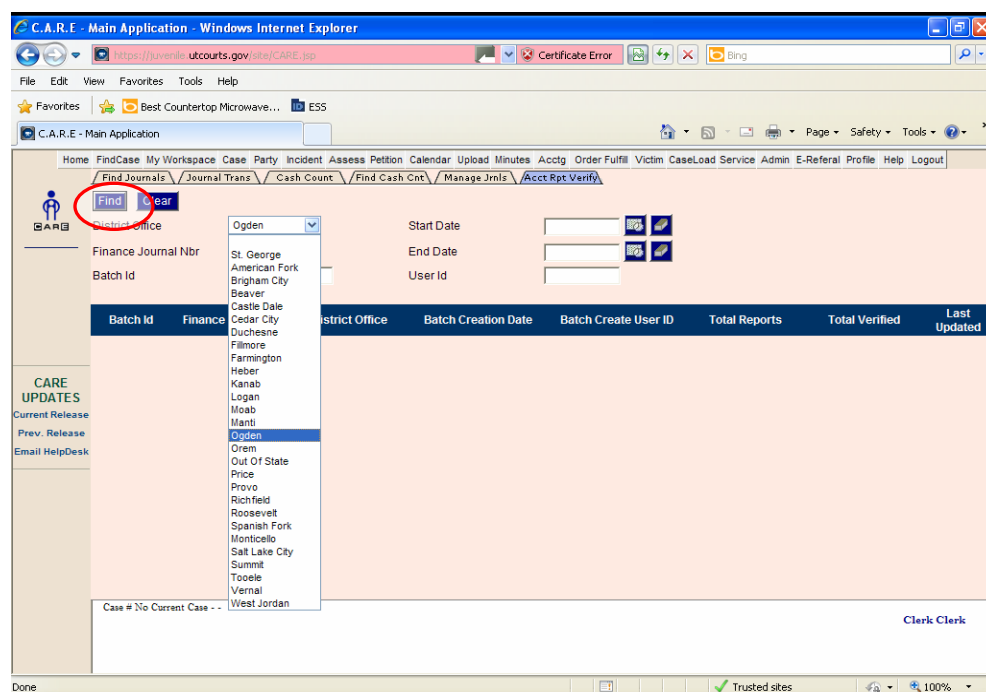 C.A.R.E - Main Application - Windows Internet Explorer
https://juvenile.utcourts.gov/site/CARE.jsp Certificate Error Bing
File Edit View Favorites Tools Help
Favorites Best Countertop Microwave... ESS
C.A.R.E - Main Application Page Safety Tools
Home FindCase My Workspace Case Party Incident Assess Petition Calendar Upload Minutes Acctg Order Fulfill Victim CaseLoad Service Admin E-Referal Profile Help Logout
Find Journals Journal Trans Cash Count Find Cash Cnt Manage Jrnls Acct Rpt Verify
Find Clear
CARE
District Office Ogden Start Date
Finance Journal Nbr End Date
Batch Id User Id
Batch Id Finance District Office Batch Creation Date Batch Create User ID Total Reports Total Verified Last Updated
St. George
American Fork
Brigham City
Beaver
Castle Dale
Cedar City
Duchesne
Fillmore
Farmington
Heber
Kanab
Logan
Moab
Manti
Ogden
Orem
Out Of State
Price
Provo
Richfield
Roosevelt
Spanish Fork
Monticello
Salt Lake City
Summit
Tooele
Vernal
West Jordan
CARE
UPDATES
Current Release
Prev. Release
Email HelpDesk
Case # No Current Case - -
Clerk Clerk
Done Trusted sites 100%